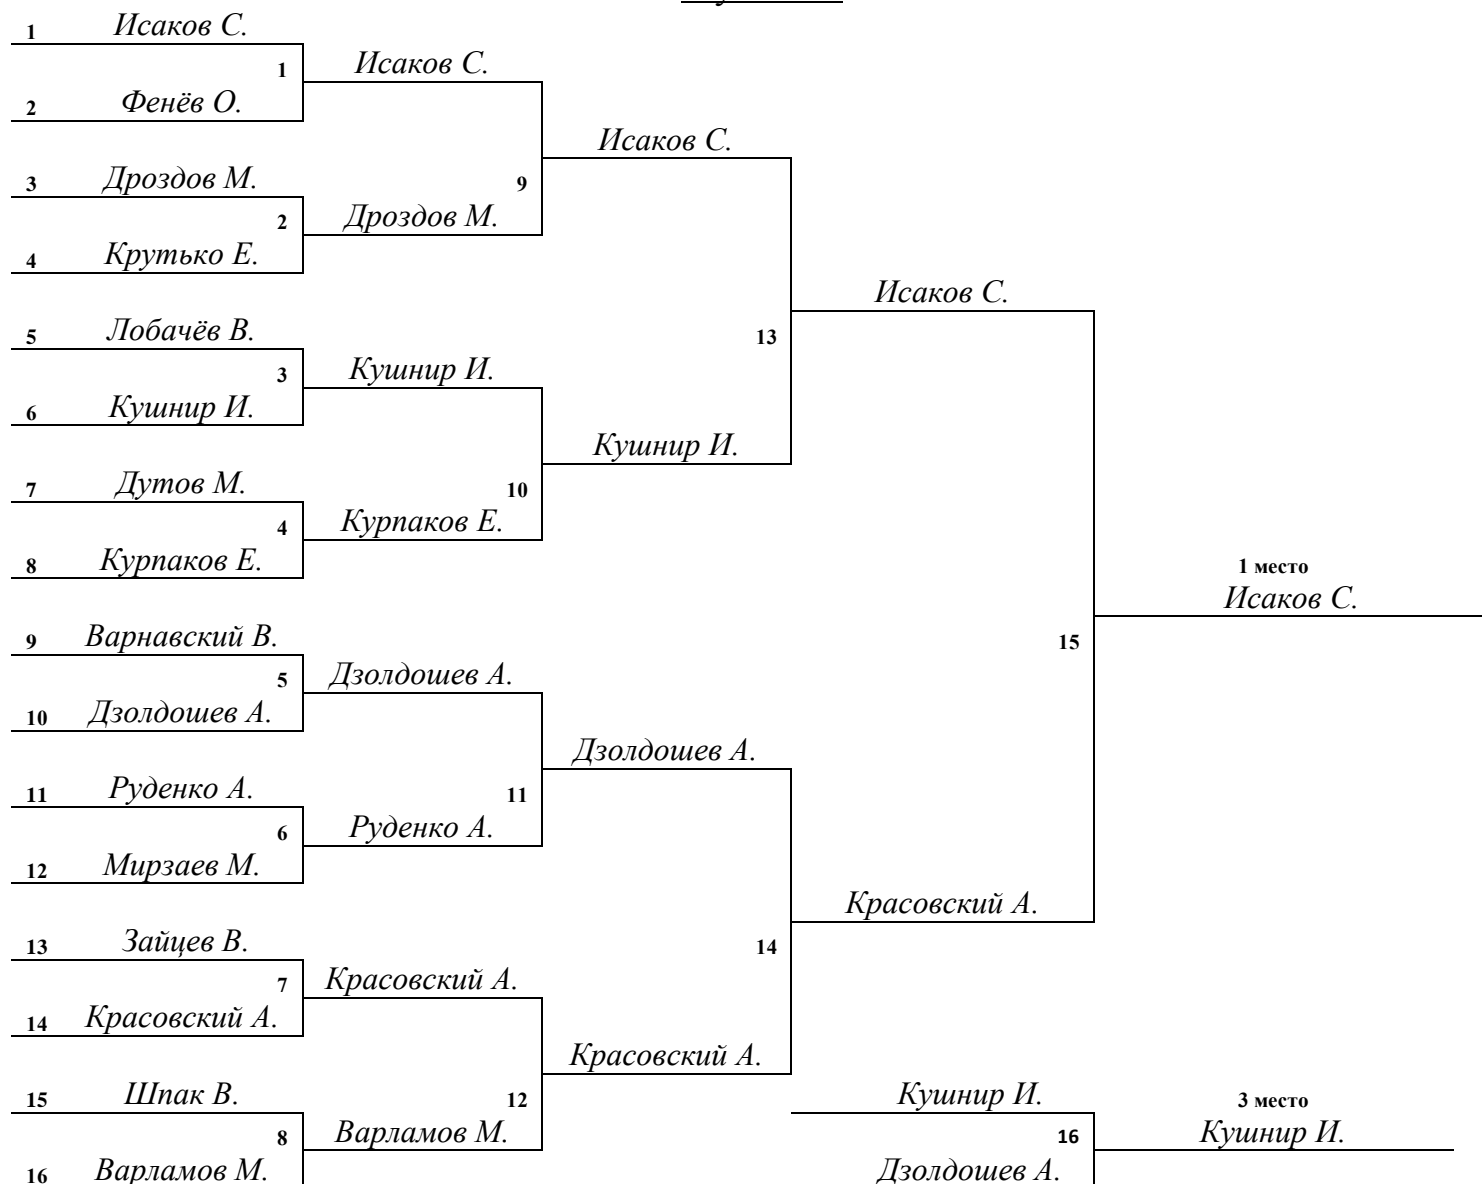 1 Исаков С.
1 Исаков С.
2 Фенёв О.
Исаков С.
3 Дроздов М.
9
2 Дроздов М.
4 Крутько Е.
Исаков С.
5 Лобачёв В.
13
3 Кушнир И.
6 Кушнир И.
Кушнир И.
7 Дутов М.
10
4 Курпаков Е.
8 Курпаков Е.
1 место
Исаков С.
9 Варнавский В.
15
5 Дзолдошев А.
10 Дзолдошев А.
Дзолдошев А.
11 Руденко А.
11
6 Руденко А.
12 Мирзаев М.
Красовский А.
13 Зайцев В.
14
7 Красовский А.
14 Красовский А.
Красовский А.
15 Шпак В.
12
Кушнир И.
3 место
8 Варламов М.
16 Кушнир И.
16 Варламов М.
Дзолдошев А.